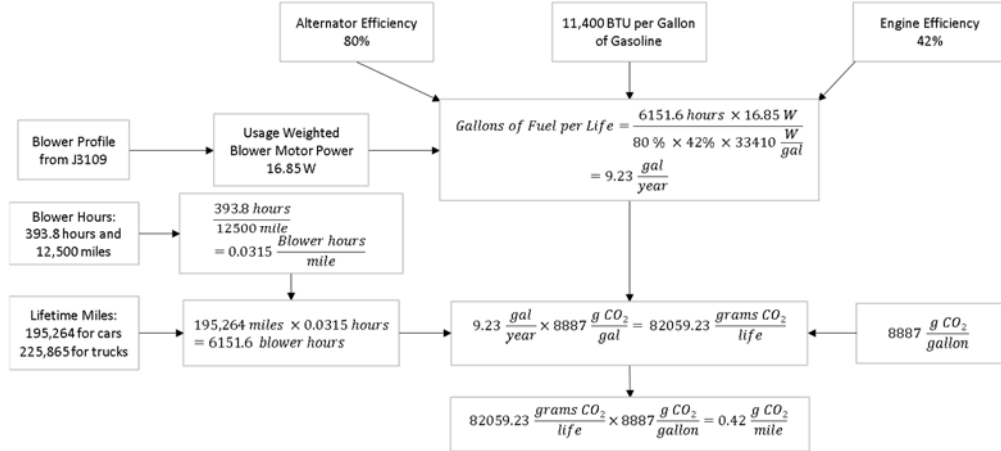 Alternator Efficiency
80%
11,400 BTU per Gallon
of Gasoline
Engine Efficiency
42%
Blower Profile
from J3109
Usage Weighted
Blower Motor Power
16.85 W
Gallons of Fuel per Life = 6151.6 hours × 16.85 W / 80 % × 42% × 33410 W/gal
= 9.23 gal/year
Blower Hours:
393.8 hours and
12,500 miles
393.8 hours / 12500 mile
= 0.0315 Blower hours/mile
Lifetime Miles:
195,264 for cars
225,865 for trucks
195,264 miles × 0.0315 hours
= 6151.6 blower hours
9.23 gal/year × 8887 g CO₂/gal = 82059.23 grams CO₂/life
8887 g CO₂/gallon
82059.23 grams CO₂/life × 8887 g CO₂/gallon = 0.42 g CO₂/mile